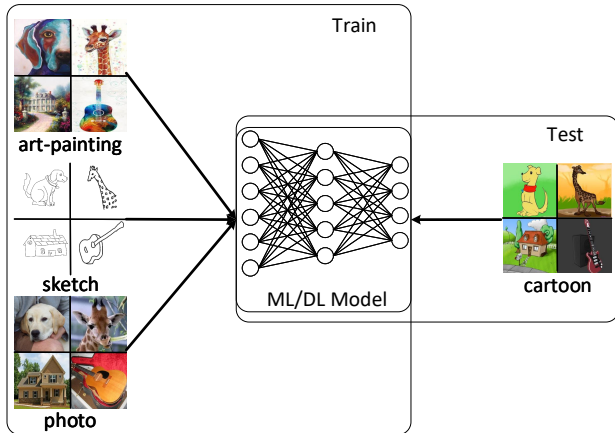 Train
art-painting
Test
sketch
ML/DL Model
cartoon
photo